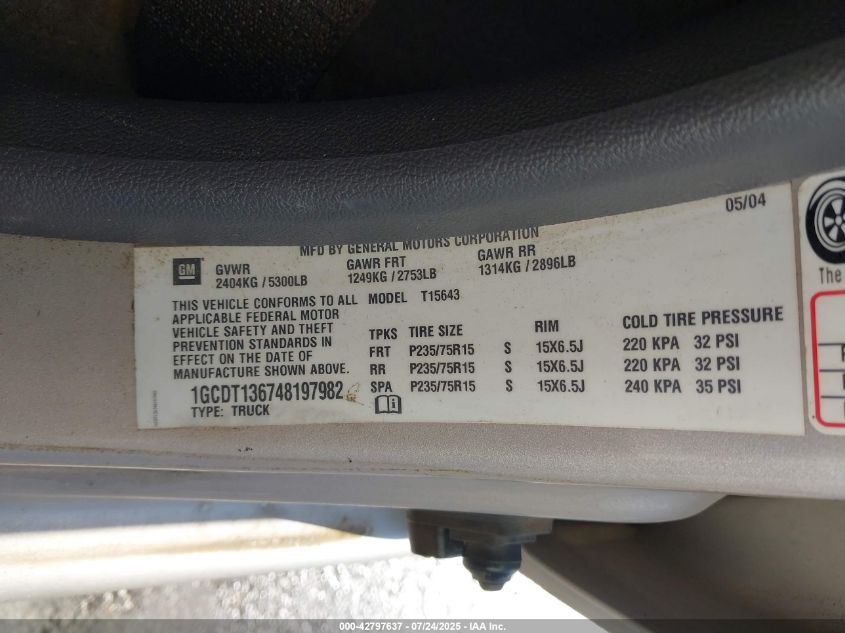 05/04
MFD BY GENERAL MOTORS CORPORATION
GM
GVWR GAWR FRT GAWR RR
2404KG / 5300LB 1249KG / 2753LB 1314KG / 2896LB
THIS VEHICLE CONFORMS TO ALL MODEL T15643
APPLICABLE FEDERAL MOTOR
VEHICLE SAFETY AND THEFT
PREVENTION STANDARDS IN
EFFECT ON THE DATE OF
MANUFACTURE SHOWN ABOVE.
1GCDT136748197982
TYPE: TRUCK
TPKS TIRE SIZE RIM COLD TIRE PRESSURE
FRT P235/75R15 S 15X6.5J 220 KPA 32 PSI
RR P235/75R15 S 15X6.5J 220 KPA 32 PSI
SPA P235/75R15 S 15X6.5J 240 KPA 35 PSI
The
000-42797637 - 07/24/2025 - IAA Inc.